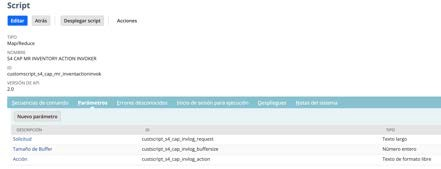 Script
Editar Atrás Desplegar script Acciones
TIPO
Map/Reduce
NOMBRE
S4 CAP MR INVENTORY ACTION INVOKER
ID
customscript_s4_cap_mr_inventactioninvok
VERSIÓN DE API
2.0
Secuencias de comando Parámetros Errores desconocidos Inicio de sesión para ejecución Despliegues Notas del sistema
Nuevo parámetro
DESCRIPCIÓN ID TIPO
Solicitud custscript_s4_cap_invlog_request Texto largo
Tamaño de Buffer custscript_s4_cap_invlog_buffersize Número entero
Acción custscript_s4_cap_invlog_action Texto de formato libre